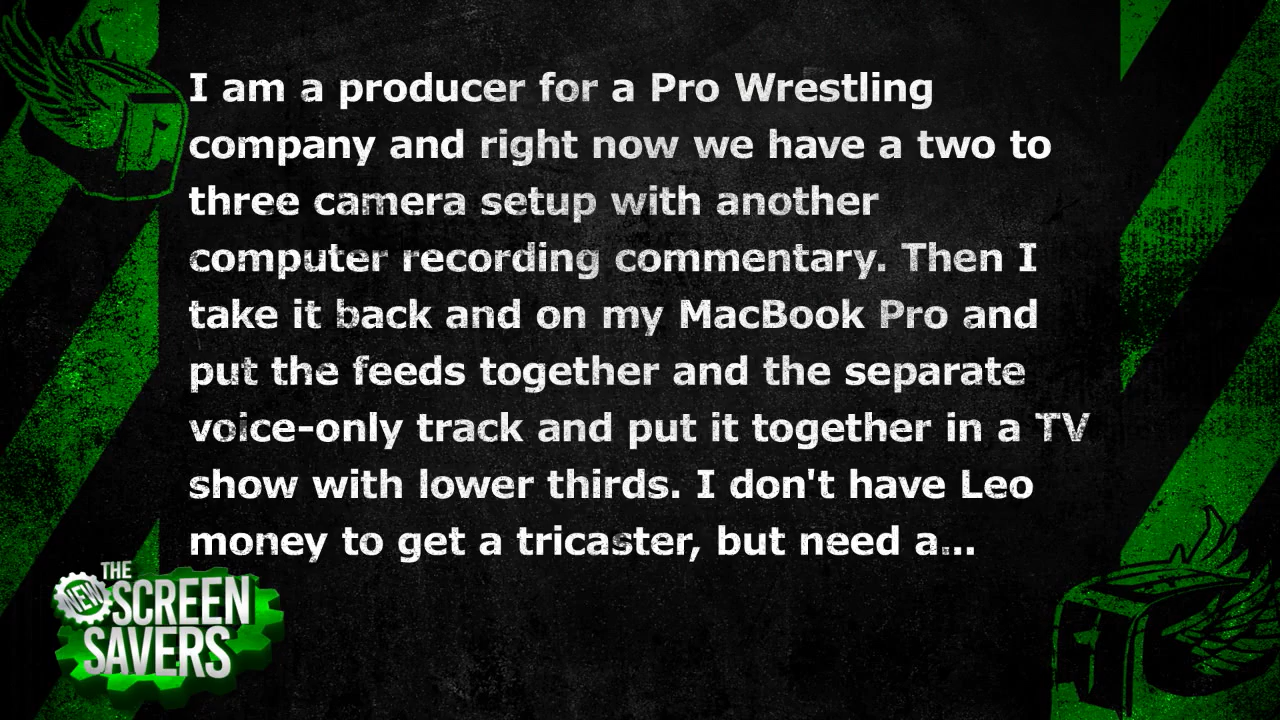 I am a producer for a Pro Wrestling
company and right now we have a two to
three camera setup with another
computer recording commentary. Then I
take it back and on my MacBook Pro and
put the feeds together and the separate
voice-only track and put it together in a TV
show with lower thirds. I don't have Leo
money to get a tricaster, but need a...
THE
NEW
SCREEN
SAVERS